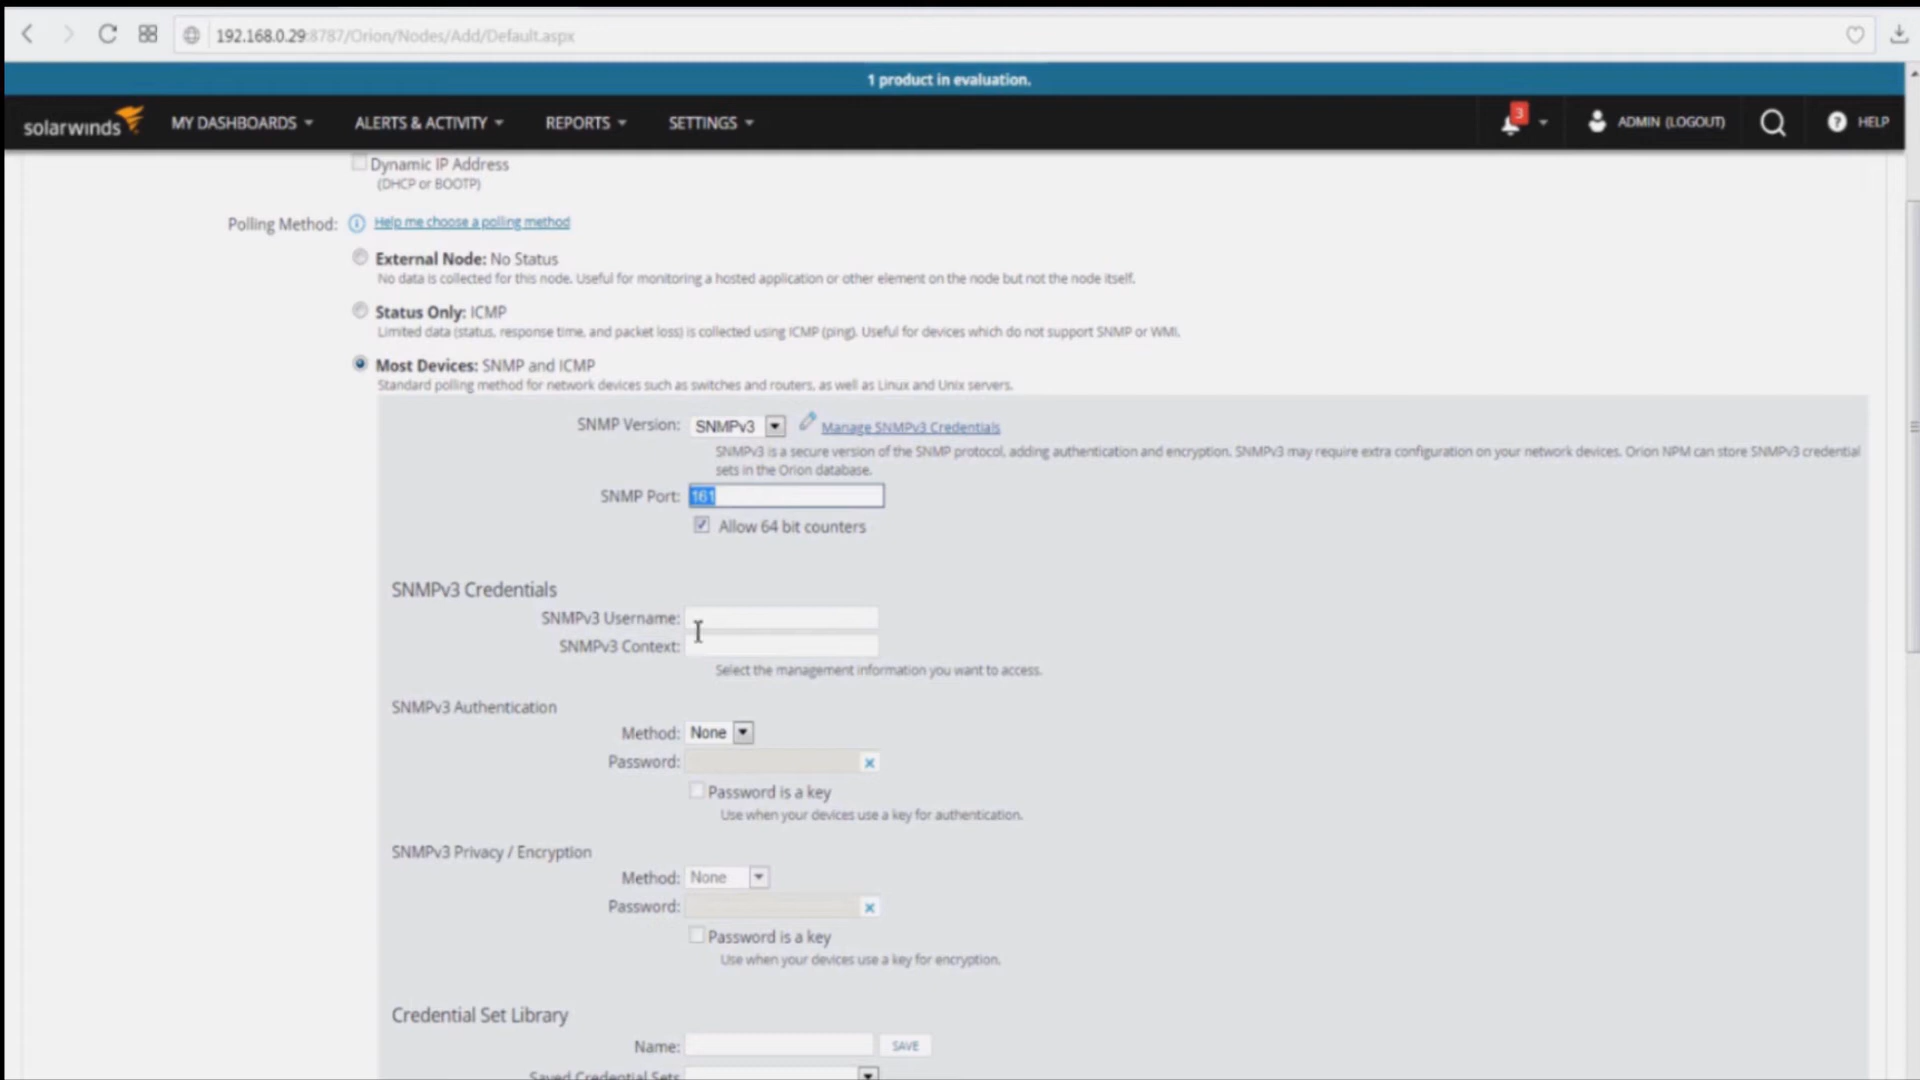 192.168.0.29:8787/Orion/Nodes/Add/Default.aspx
1 product in evaluation.
solarwinds MY DASHBOARDS ALERTS & ACTIVITY REPORTS SETTINGS 3 ADMIN (LOGOUT) ? HELP
Dynamic IP Address
(DHCP or BOOTP)
Polling Method: i Help me choose a polling method
External Node: No Status
No data is collected for this node. Useful for monitoring a hosted application or other element on the node but not the node itself.
Status Only: ICMP
Limited data (status, response time, and packet loss) is collected using ICMP (ping). Useful for devices which do not support SNMP or WMI.
Most Devices: SNMP and ICMP
Standard polling method for network devices such as switches and routers, as well as Linux and Unix servers.
SNMP Version: SNMPv3 Manage SNMPv3 Credentials
SNMPv3 is a secure version of the SNMP protocol, adding authentication and encryption. SNMPv3 may require extra configuration on your network devices. Orion NPM can store SNMPv3 credential
sets in the Orion database.
SNMP Port: 161
Allow 64 bit counters
SNMPv3 Credentials
SNMPv3 Username:
SNMPv3 Context:
Select the management information you want to access.
SNMPv3 Authentication
Method: None
Password:
Password is a key
Use when your devices use a key for authentication.
SNMPv3 Privacy / Encryption
Method: None
Password:
Password is a key
Use when your devices use a key for encryption.
Credential Set Library
Name: SAVE
Saved Credential Sets